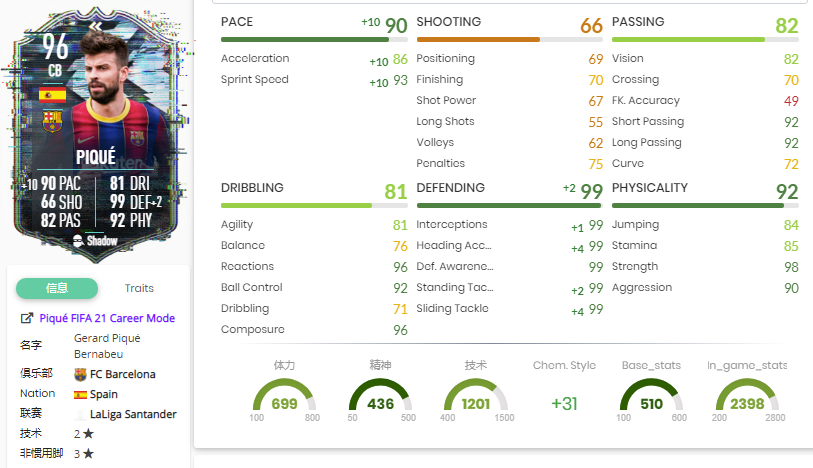 96
CB
PIQUÉ
+10 90 PAC 81 DRI
66 SHO 99 DEF+2
82 PAS 92 PHY
Shadow
信息 Traits
Piqué FIFA 21 Career Mode
名字 Gerard Piqué Bernabeu
俱乐部 FC Barcelona
Nation Spain
联赛 LaLiga Santander
技术 2 ★
非惯用脚 3 ★
PACE +10 90
Acceleration +10 86
Sprint Speed +10 93
SHOOTING 66
Positioning 69
Finishing 70
Shot Power 67
Long Shots 55
Volleys 62
Penalties 75
PASSING 82
Vision 82
Crossing 70
FK. Accuracy 49
Short Passing 92
Long Passing 92
Curve 72
DRIBBLING 81
Agility 81
Balance 76
Reactions 96
Ball Control 92
Dribbling 71
Composure 96
DEFENDING +2 99
Interceptions +1 99
Heading Acc... +4 99
Def. Awarene... 99
Standing Tac... +2 99
Sliding Tackle +4 99
PHYSICALITY 92
Jumping 84
Stamina 85
Strength 98
Aggression 90
体力
699
100 800
精神
436
50 500
技术
1201
400 1500
Chem. Style
+31
Base_stats
510
100 600
In_game_stats
2398
200 2800